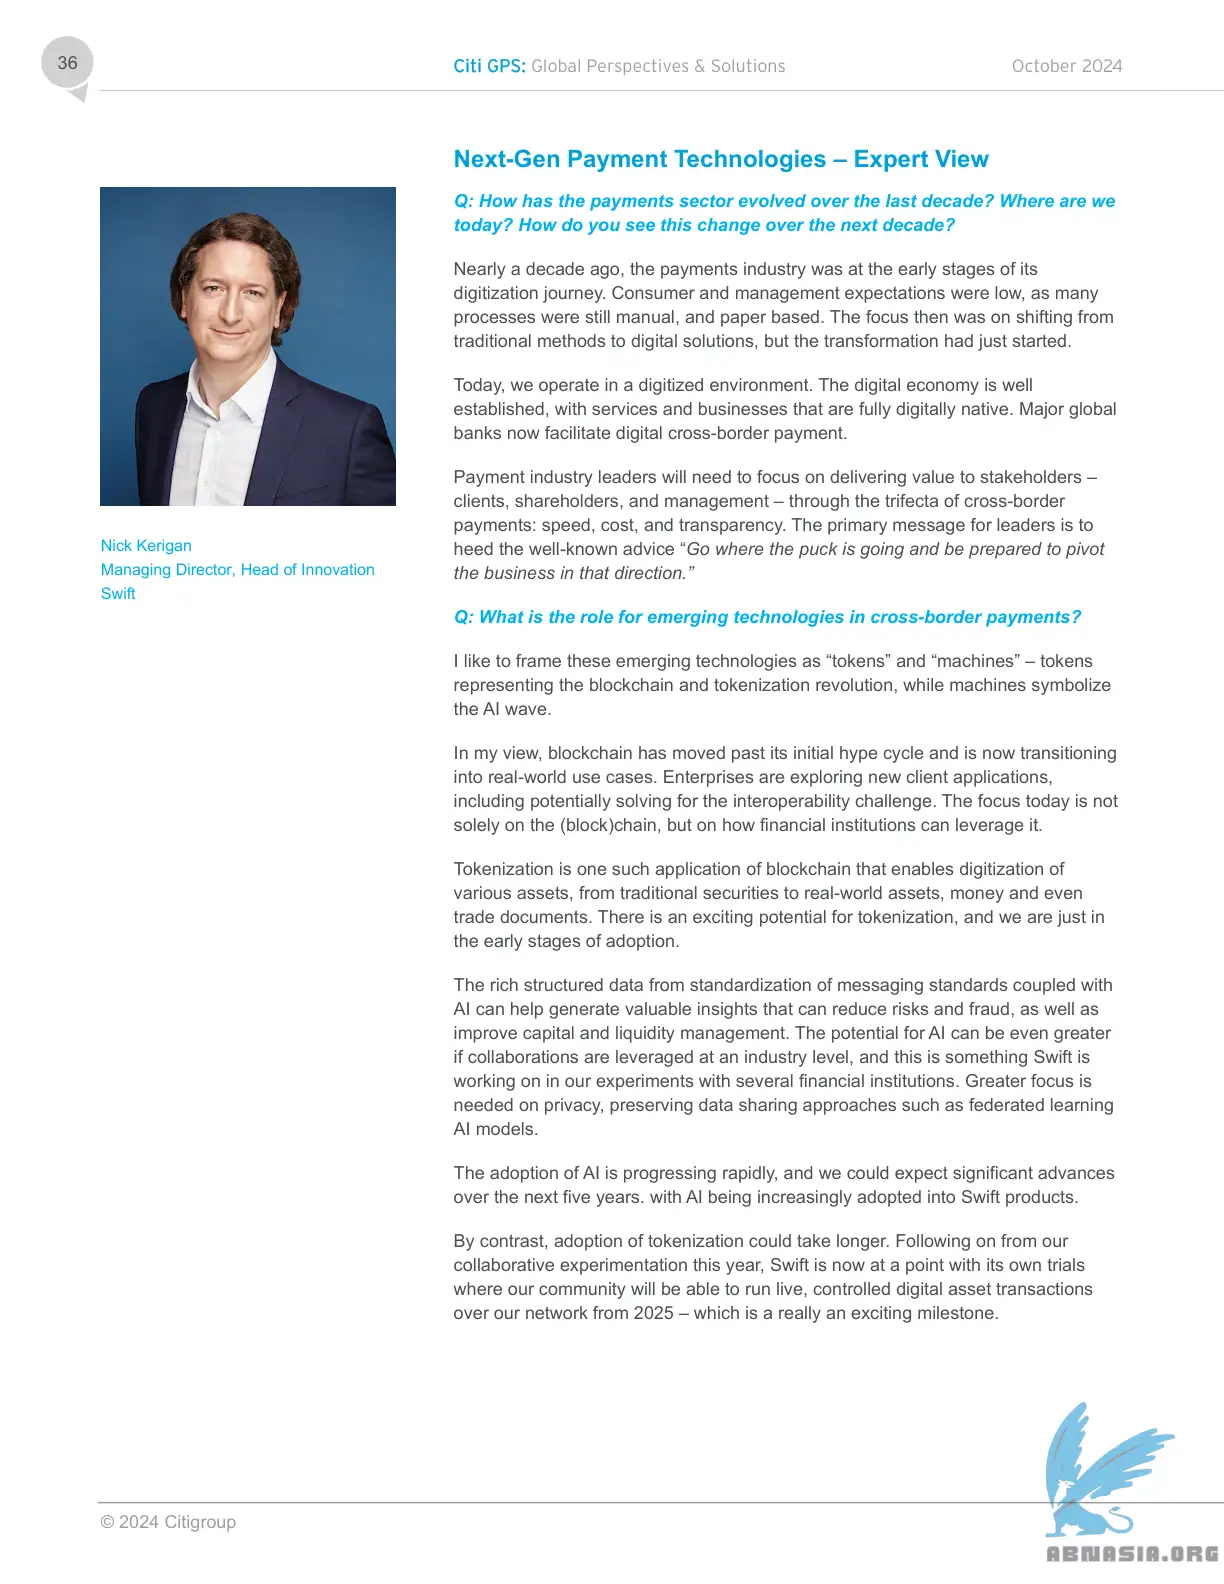 36
Citi GPS: Global Perspectives & Solutions
October 2024
Next-Gen Payment Technologies – Expert View
Q: How has the payments sector evolved over the last decade? Where are we
today? How do you see this change over the next decade?
Nearly a decade ago, the payments industry was at the early stages of its
digitization journey. Consumer and management expectations were low, as many
processes were still manual, and paper based. The focus then was on shifting from
traditional methods to digital solutions, but the transformation had just started.
Today, we operate in a digitized environment. The digital economy is well
established, with services and businesses that are fully digitally native. Major global
banks now facilitate digital cross-border payment.
Payment industry leaders will need to focus on delivering value to stakeholders –
clients, shareholders, and management – through the trifecta of cross-border
payments: speed, cost, and transparency. The primary message for leaders is to
heed the well-known advice “Go where the puck is going and be prepared to pivot
the business in that direction.”
Nick Kerigan
Managing Director, Head of Innovation
Swift
Q: What is the role for emerging technologies in cross-border payments?
I like to frame these emerging technologies as “tokens” and “machines” – tokens
representing the blockchain and tokenization revolution, while machines symbolize
the AI wave.
In my view, blockchain has moved past its initial hype cycle and is now transitioning
into real-world use cases. Enterprises are exploring new client applications,
including potentially solving for the interoperability challenge. The focus today is not
solely on the (block)chain, but on how financial institutions can leverage it.
Tokenization is one such application of blockchain that enables digitization of
various assets, from traditional securities to real-world assets, money and even
trade documents. There is an exciting potential for tokenization, and we are just in
the early stages of adoption.
The rich structured data from standardization of messaging standards coupled with
AI can help generate valuable insights that can reduce risks and fraud, as well as
improve capital and liquidity management. The potential for AI can be even greater
if collaborations are leveraged at an industry level, and this is something Swift is
working on in our experiments with several financial institutions. Greater focus is
needed on privacy, preserving data sharing approaches such as federated learning
AI models.
The adoption of AI is progressing rapidly, and we could expect significant advances
over the next five years. with AI being increasingly adopted into Swift products.
By contrast, adoption of tokenization could take longer. Following on from our
collaborative experimentation this year, Swift is now at a point with its own trials
where our community will be able to run live, controlled digital asset transactions
over our network from 2025 – which is a really an exciting milestone.
© 2024 Citigroup
ABNASIA.ORG